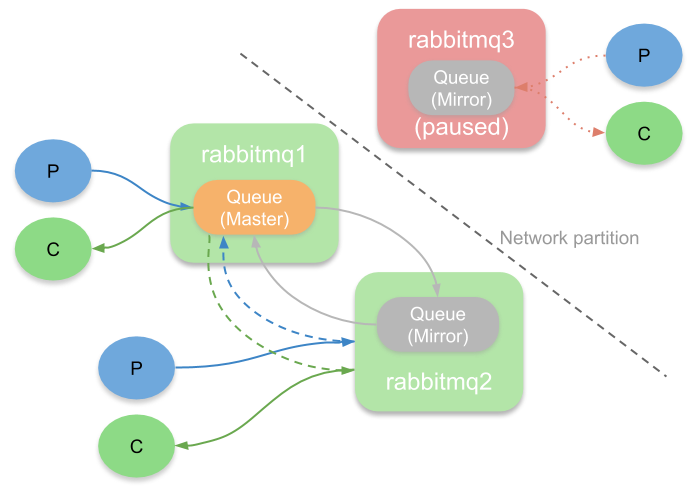 rabbitmq3
Queue
(Mirror)
(paused)
P
C
rabbitmq1
Queue
(Master)
P
C
Network partition
Queue
(Mirror)
rabbitmq2
P
C